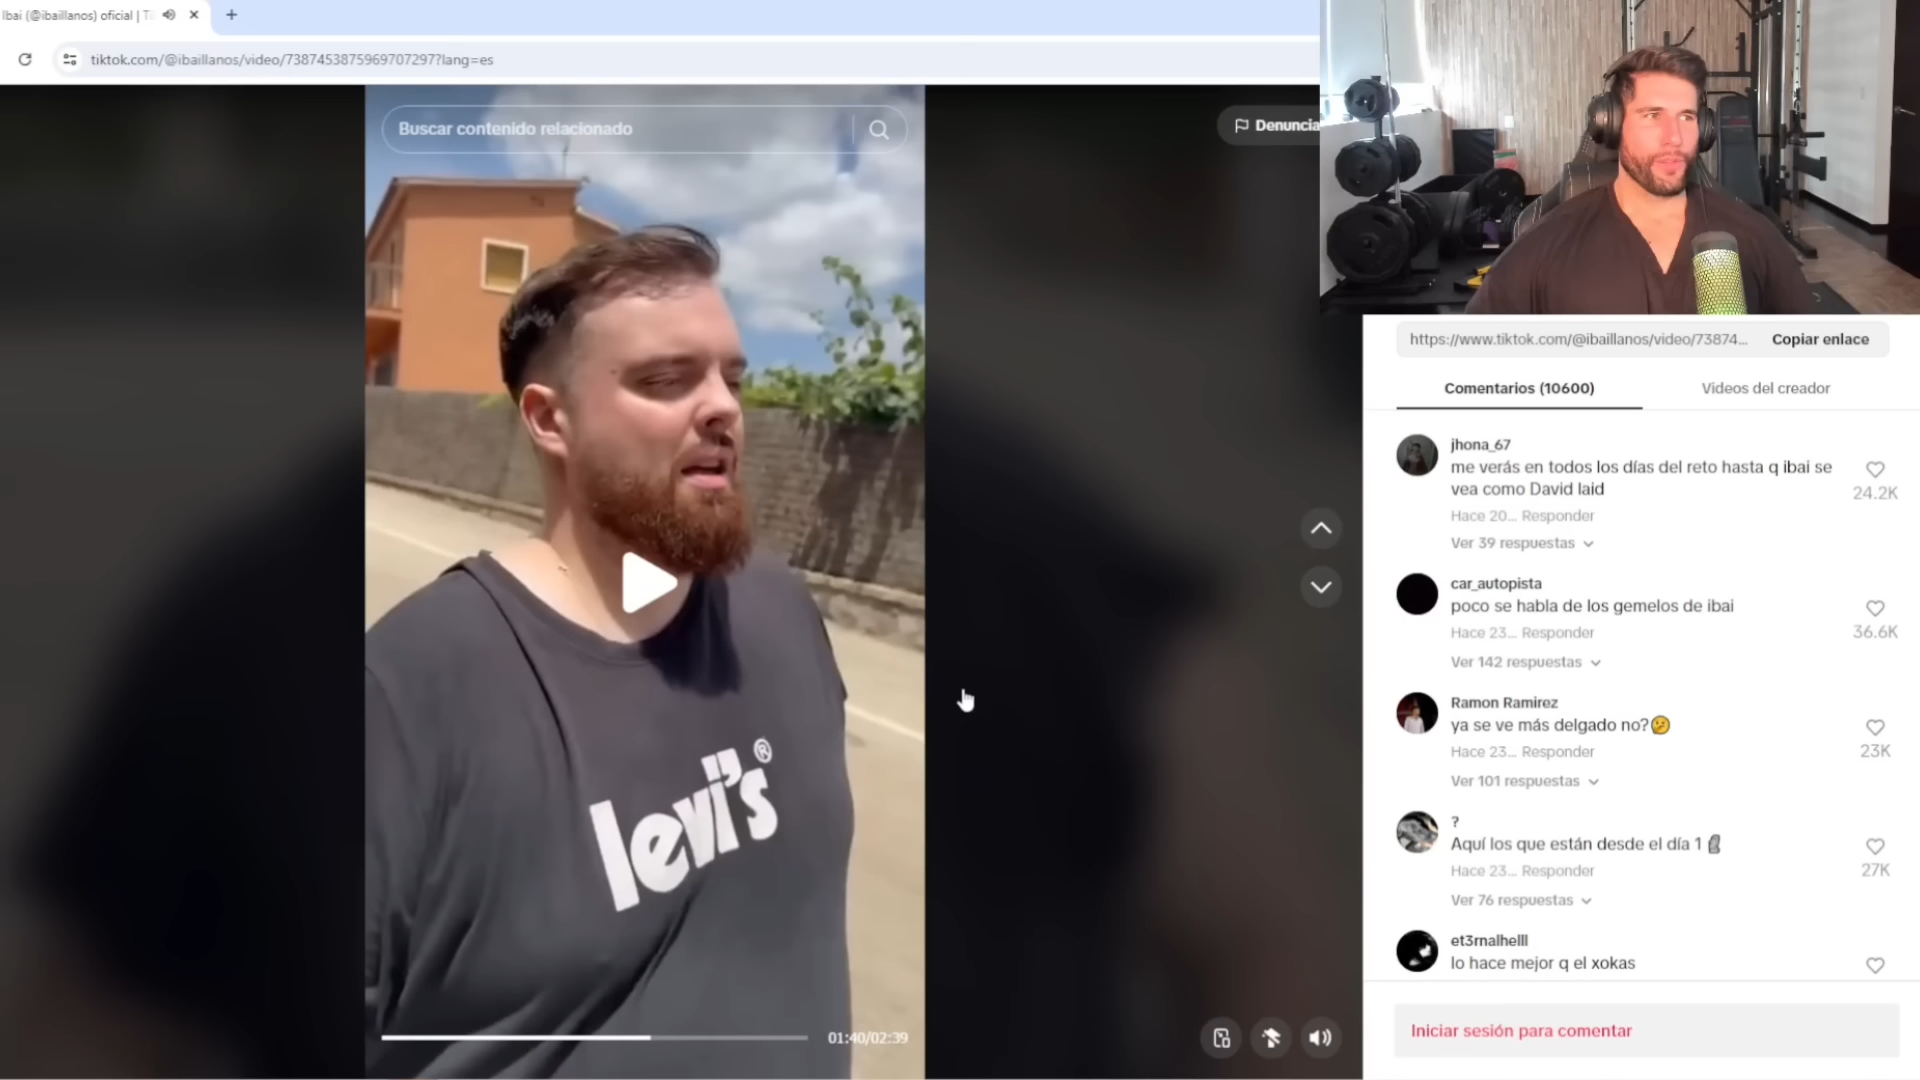 Ibai (@ibaillanos) oficial | Ti
tiktok.com/@ibaillanos/video/7387453875969707297?lang=es
Buscar contenido relacionado
Denuncia
levi's®
01:40/02:39
https://www.tiktok.com/@ibaillanos/video/73874...
Copiar enlace
Comentarios (10600)
Videos del creador
jhona_67
me verás en todos los días del reto hasta q ibai se
vea como David laid
24.2K
Hace 20... Responder
Ver 39 respuestas
car_autopista
poco se habla de los gemelos de ibai
36.6K
Hace 23... Responder
Ver 142 respuestas
Ramon Ramirez
ya se ve más delgado no?🤨
23K
Hace 23... Responder
Ver 101 respuestas
?
Aquí los que están desde el día 1 🗿
27K
Hace 23... Responder
Ver 76 respuestas
et3rnalhelll
lo hace mejor q el xokas
Iniciar sesión para comentar